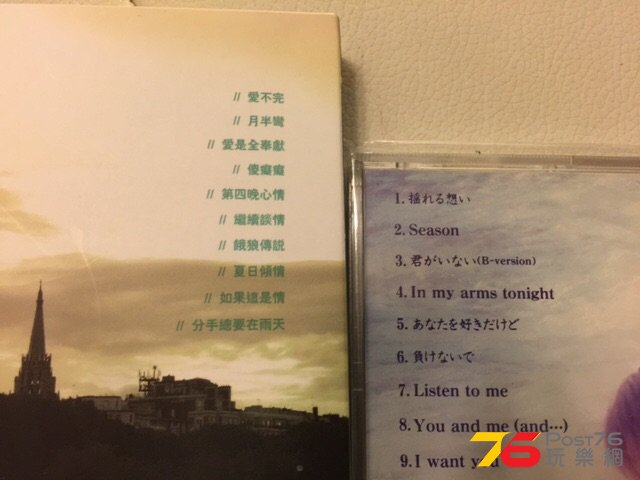 // 愛不完
// 月半彎
// 愛是全奉獻
// 傻癡癡
// 第四晚心情
// 繼續談情
// 餓狼傳說
// 夏日傾情
// 如果這是情
// 分手總要在雨天
1. 揺れる想い
2. Season
3. 君がいない(B-version)
4. In my arms tonight
5. あなたを好きだけど
6. 負けないで
7. Listen to me
8. You and me (and…)
9. I want you
76 POST76
玩樂網